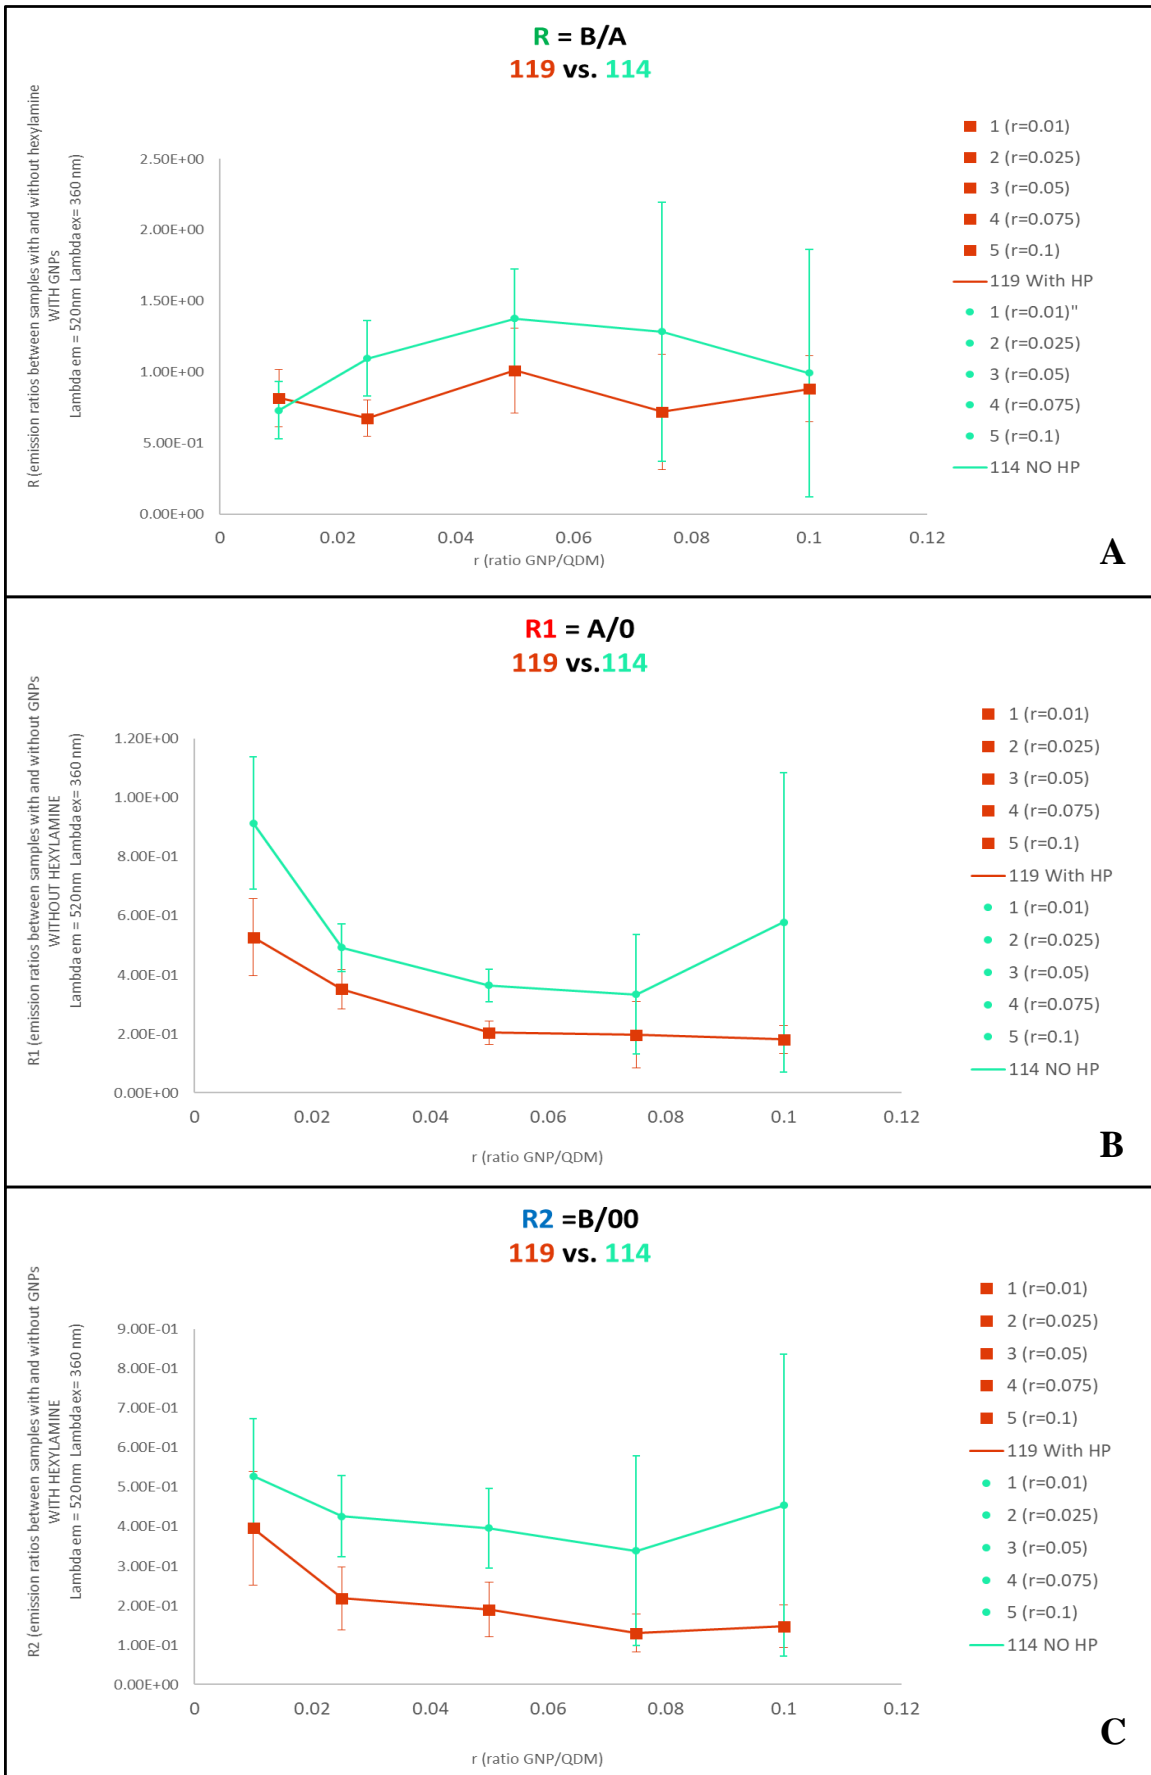 R = B/A
119 vs. 114
R (emission ratios between samples with and without hexylamine
WITH GNPs
Lambda em = 520nm  Lambda ex= 360 nm)
2.50E+00
2.00E+00
1.50E+00
1.00E+00
5.00E-01
0.00E+00
0
0.02
0.04
0.06
0.08
0.1
0.12
r (ratio GNP/QDM)
1 (r=0.01)
2 (r=0.025)
3 (r=0.05)
4 (r=0.075)
5 (r=0.1)
119 With HP
1 (r=0.01)"
2 (r=0.025)
3 (r=0.05)
4 (r=0.075)
5 (r=0.1)
114 NO HP
A
R1 = A/0
119 vs.114
R1 (emission ratios between samples with and without GNPs
WITHOUT HEXYLAMINE
Lambda em = 520nm  Lambda ex= 360 nm)
1.20E+00
1.00E+00
8.00E-01
6.00E-01
4.00E-01
2.00E-01
0.00E+00
0
0.02
0.04
0.06
0.08
0.1
0.12
r (ratio GNP/QDM)
1 (r=0.01)
2 (r=0.025)
3 (r=0.05)
4 (r=0.075)
5 (r=0.1)
119 With HP
1 (r=0.01)
2 (r=0.025)
3 (r=0.05)
4 (r=0.075)
5 (r=0.1)
114 NO HP
B
R2 =B/00
119 vs. 114
R2 (emission ratios between samples with and without GNPs
WITH HEXYLAMINE
Lambda em = 520nm  Lambda ex= 360 nm)
9.00E-01
8.00E-01
7.00E-01
6.00E-01
5.00E-01
4.00E-01
3.00E-01
2.00E-01
1.00E-01
0.00E+00
0
0.02
0.04
0.06
0.08
0.1
0.12
r (ratio GNP/QDM)
1 (r=0.01)
2 (r=0.025)
3 (r=0.05)
4 (r=0.075)
5 (r=0.1)
119 With HP
1 (r=0.01)
2 (r=0.025)
3 (r=0.05)
4 (r=0.075)
5 (r=0.1)
114 NO HP
C